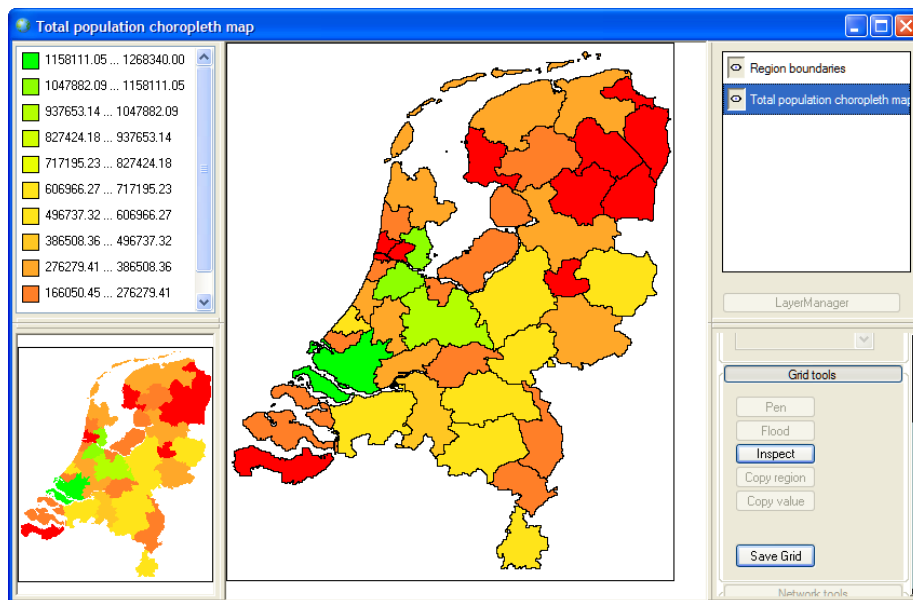 Total population choropleth map
1158111.05 ... 1268340.00
1047882.09 ... 1158111.05
937653.14 ... 1047882.09
827424.18 ... 937653.14
717195.23 ... 827424.18
606966.27 ... 717195.23
496737.32 ... 606966.27
386508.36 ... 496737.32
276279.41 ... 386508.36
166050.45 ... 276279.41
Region boundaries
Total population choropleth map
LayerManager
Grid tools
Pen
Flood
Inspect
Copy region
Copy value
Save Grid
Network tools